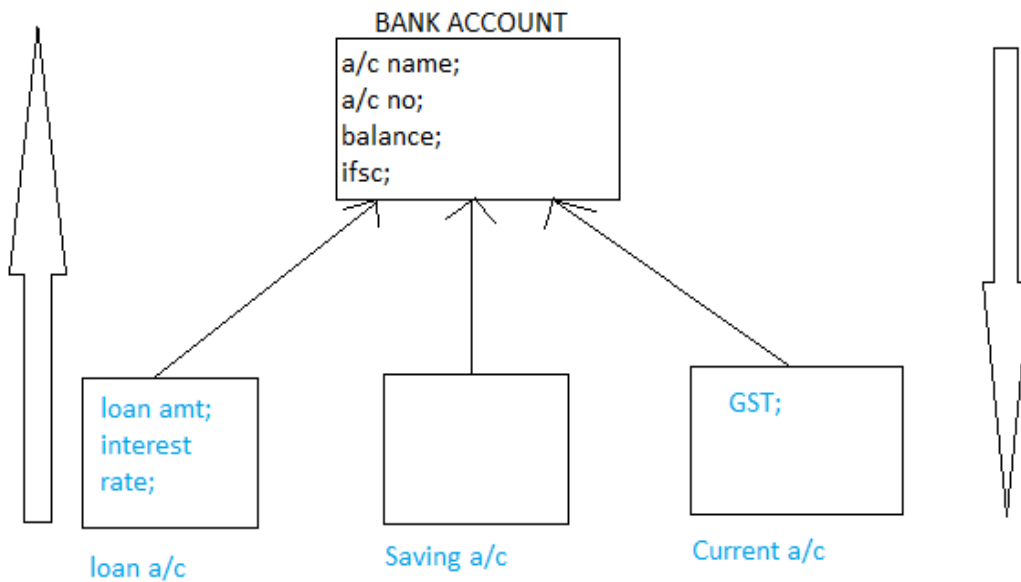 BANK ACCOUNT
a/c name;
a/c no;
balance;
ifsc;
loan amt;
interest
rate;
GST;
loan a/c
Saving a/c
Current a/c